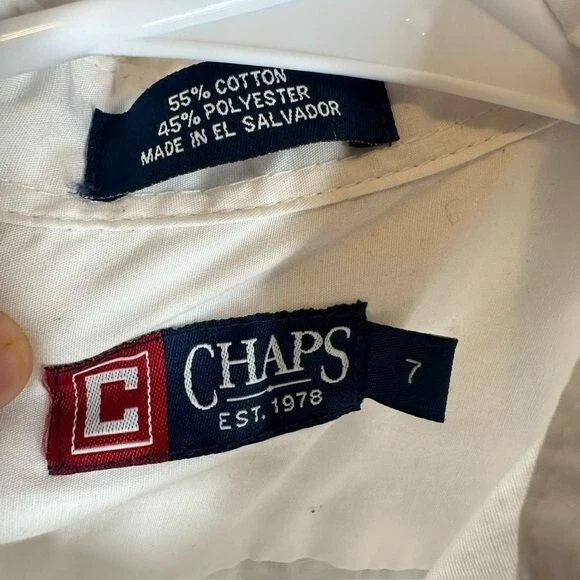 55% COTTON
45% POLYESTER
MADE IN EL SALVADOR
C
CHAPS
EST. 1978
7